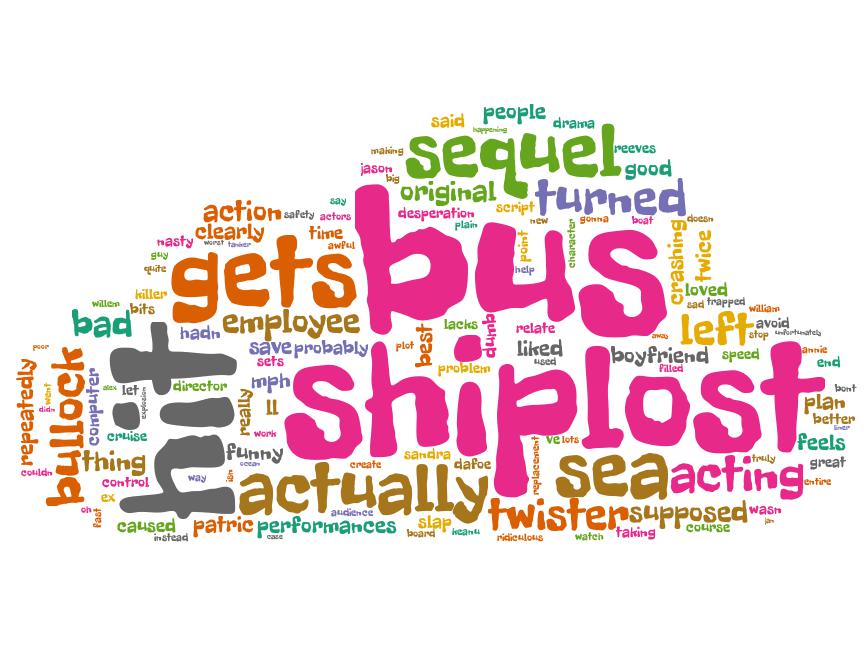 said people drama
happening
making sequel reeves
jason good
big original turned
say desperation script
action safety actors plain new gonna boat doesn
clearly time point character crashing twice
nasty worst tanker awful
guy gets bus help
quite loved
killer sad trapped
willem bits william
bad employee lacks dumb relate left avoid
hadn best stop unfortunately
save probably plot liked boyfriend away
poor sets problem used filled speed annie
end
repeatedly went bullock computer hit director mph ship lost bont
alex let explosion really ll plan
didn better
cruise work liner
thing funny sandra replacement ve lots feels
couldn ocean create dafoe sea acting truly great
control way isn actually entire
ex
oh fast audience twister supposed wasn
caused patric performances slap course jan
instead case board keanu ridiculous watch taking